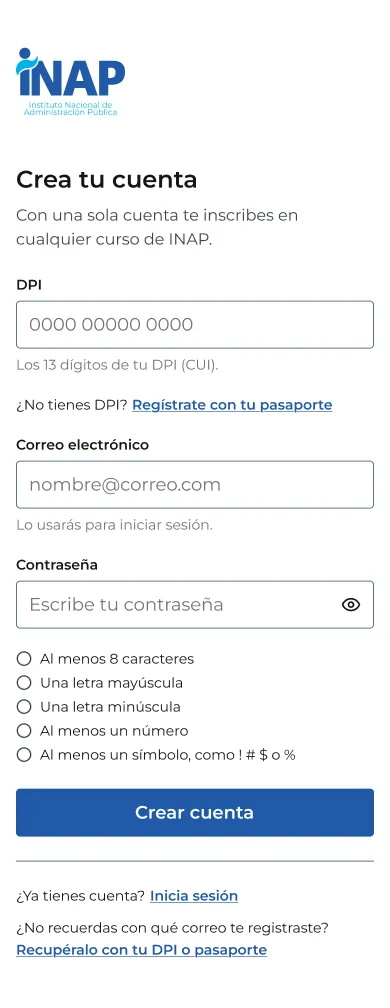 iNAP
Instituto Nacional de
Administración Pública
Crea tu cuenta
Con una sola cuenta te inscribes en
cualquier curso de INAP.
DPI
0000 00000 0000
Los 13 dígitos de tu DPI (CUI).
¿No tienes DPI? Regístrate con tu pasaporte
Correo electrónico
nombre@correo.com
Lo usarás para iniciar sesión.
Contraseña
Escribe tu contraseña
Al menos 8 caracteres
Una letra mayúscula
Una letra minúscula
Al menos un número
Al menos un símbolo, como ! # $ o %
Crear cuenta
¿Ya tienes cuenta? Inicia sesión
¿No recuerdas con qué correo te registraste?
Recupéralo con tu DPI o pasaporte